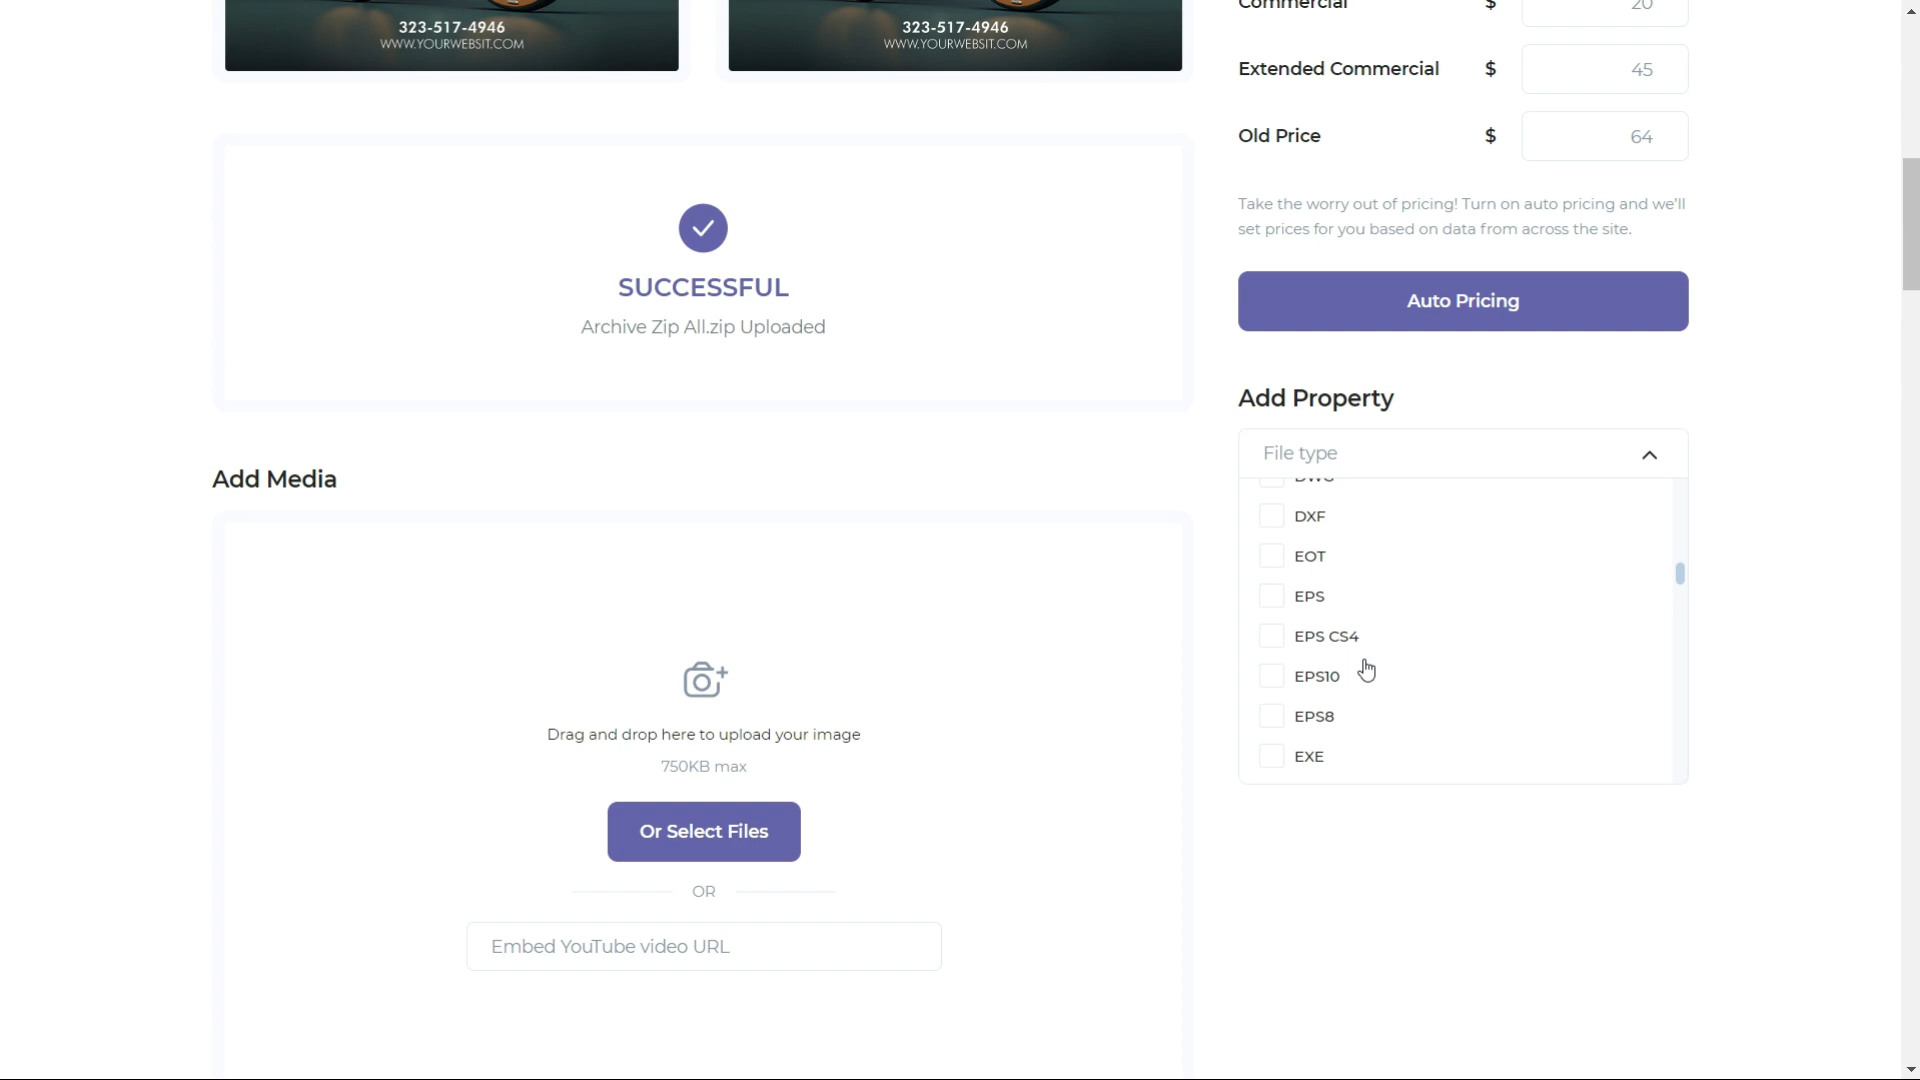 323-517-4946
WWW.YOURWEBSIT.COM
323-517-4946
WWW.YOURWEBSIT.COM
SUCCESSFUL
Archive Zip All.zip Uploaded
Add Media
Drag and drop here to upload your image
750KB max
Or Select Files
OR
Embed YouTube video URL
Commercial $ 20
Extended Commercial $ 45
Old Price $ 64
Take the worry out of pricing! Turn on auto pricing and we'll
set prices for you based on data from across the site.
Auto Pricing
Add Property
File type
DWG
DXF
EOT
EPS
EPS CS4
EPS10
EPS8
EXE